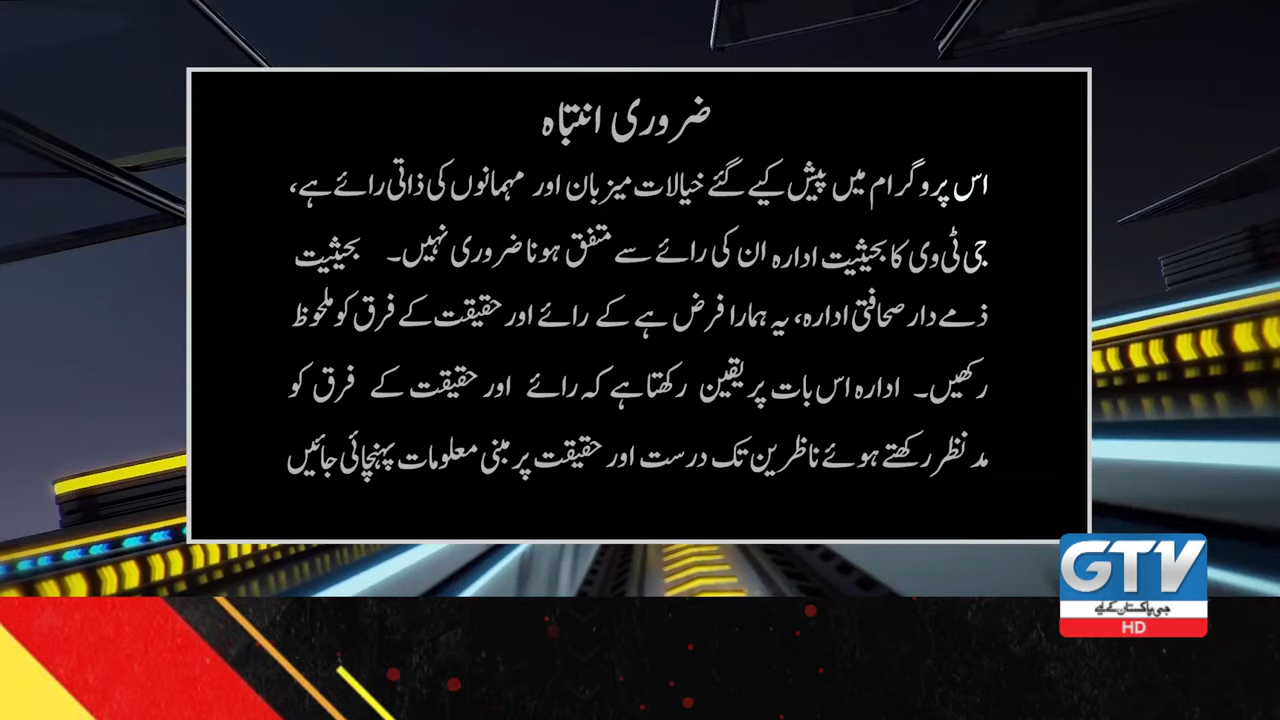 ضروری انتباہ
اس پروگرام میں پیش کیے گئے خیالات میزبان اور مہمانوں کی ذاتی رائے ہے،
جی ٹی وی کا بحیثیت ادارہ ان کی رائے سے متفق ہونا ضروری نہیں۔ بحیثیت
ذمے دار صحافتی ادارہ، یہ ہمارا فرض ہے کے رائے اور حقیقت کے فرق کو ملحوظ
رکھیں۔ ادارہ اس بات پر یقین رکھتا ہے کہ رائے اور حقیقت کے فرق کو
مدنظر رکھتے ہوئے ناظرین تک درست اور حقیقت پر مبنی معلومات پہنچائی جائیں
GTV
جی پاکستان کے لیے
HD